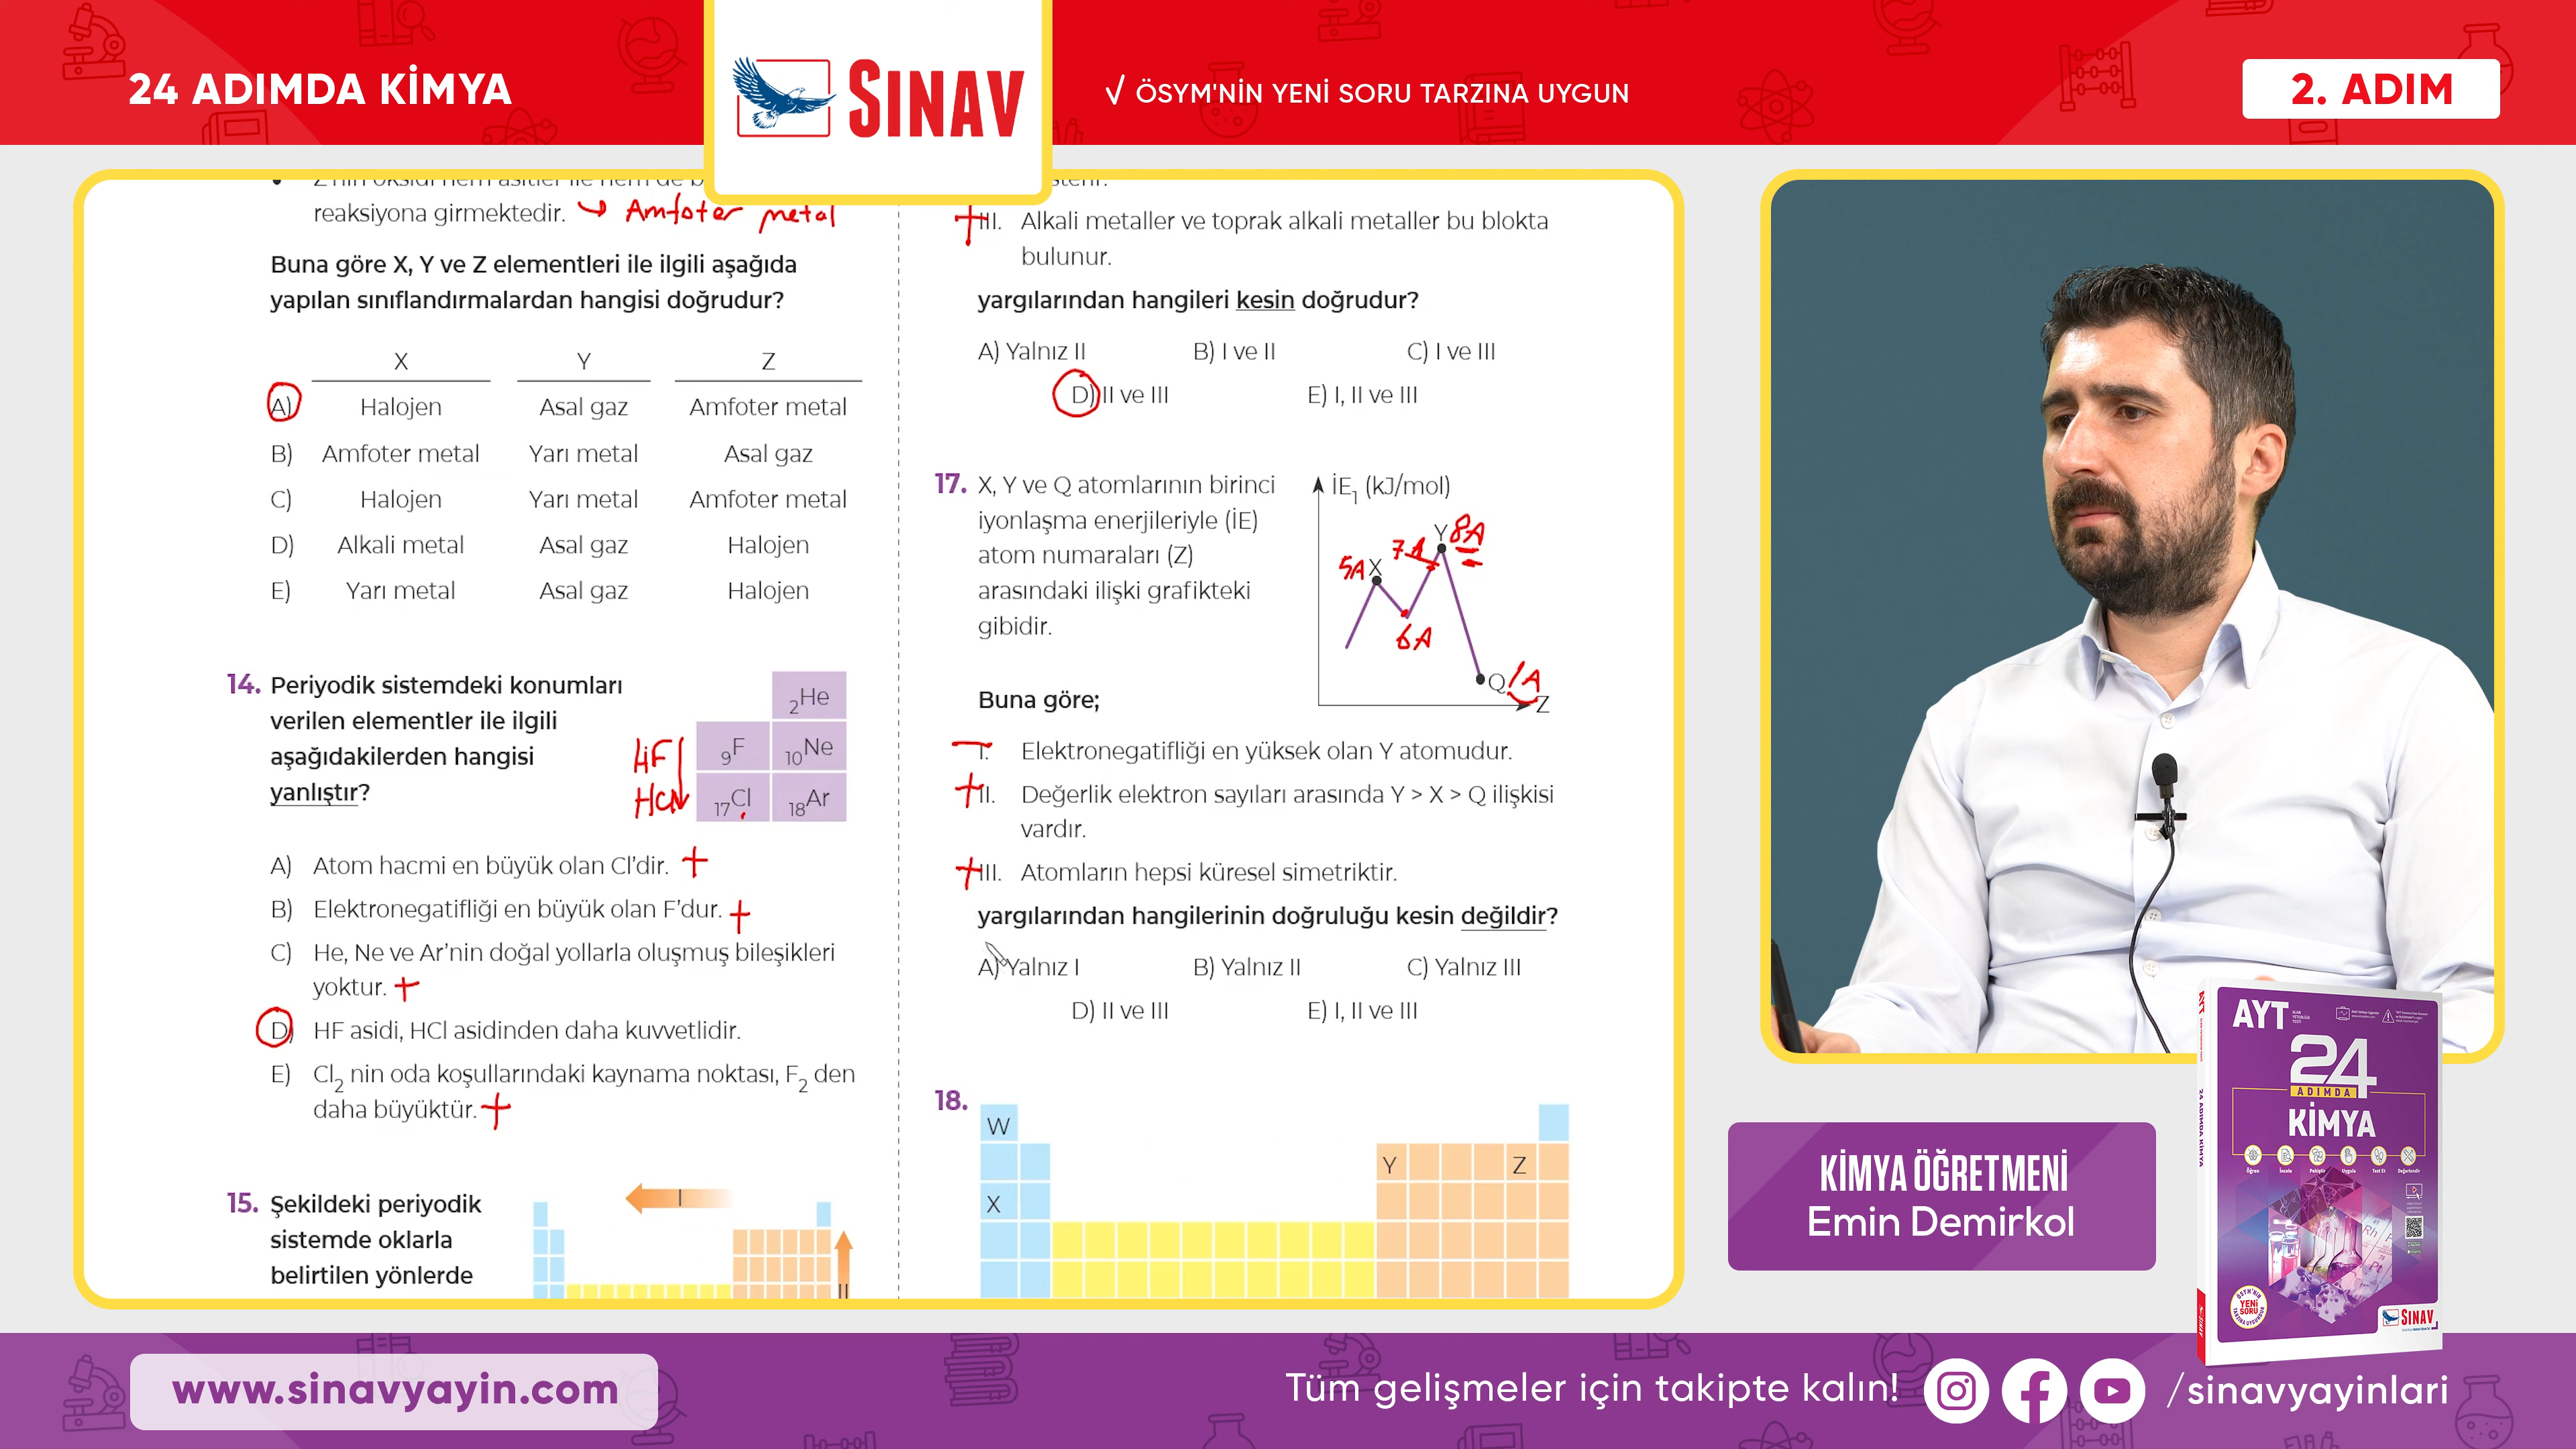 24 ADIMDA KİMYA
SINAV
√ ÖSYM'NİN YENİ SORU TARZINA UYGUN
2. ADIM
reaksiyona girmektedir. → Amfoter metal
Buna göre X, Y ve Z elementleri ile ilgili aşağıda
yapılan sınıflandırmalardan hangisi doğrudur?
X Y Z
A) Halojen Asal gaz Amfoter metal
B) Amfoter metal Yarı metal Asal gaz
C) Halojen Yarı metal Amfoter metal
D) Alkali metal Asal gaz Halojen
E) Yarı metal Asal gaz Halojen
14. Periyodik sistemdeki konumları
verilen elementler ile ilgili
aşağıdakilerden hangisi
yanlıştır?
2He
HF 9F 10Ne
HCl 17Cl 18Ar
A) Atom hacmi en büyük olan Cl'dir. +
B) Elektronegatifliği en büyük olan F'dur. +
C) He, Ne ve Ar'nin doğal yollarla oluşmuş bileşikleri
yoktur. +
D) HF asidi, HCl asidinden daha kuvvetlidir.
E) Cl2 nin oda koşullarındaki kaynama noktası, F2 den
daha büyüktür. +
15. Şekildeki periyodik
sistemde oklarla
belirtilen yönlerde
I
II
III. Alkali metaller ve toprak alkali metaller bu blokta
bulunur.
yargılarından hangileri kesin doğrudur?
A) Yalnız II B) I ve II C) I ve III
D) II ve III E) I, II ve III
17. X, Y ve Q atomlarının birinci
iyonlaşma enerjileriyle (İE)
atom numaraları (Z)
arasındaki ilişki grafikteki
gibidir.
İE1 (kJ/mol)
Y 8A
7A
5A X
6A
Q 1A
Z
Buna göre;
I. Elektronegatifliği en yüksek olan Y atomudur.
+ II. Değerlik elektron sayıları arasında Y > X > Q ilişkisi
vardır.
+ III. Atomların hepsi küresel simetriktir.
yargılarından hangilerinin doğruluğu kesin değildir?
A) Yalnız I B) Yalnız II C) Yalnız III
D) II ve III E) I, II ve III
18.
W
Y Z
X
AYT
24
ADIMDA
KİMYA
YENİ
SORU
SINAV
24 ADIMDA KİMYA
KİMYA ÖĞRETMENİ
Emin Demirkol
www.sinavyayin.com
Tüm gelişmeler için takipte kalın!
/sinavyayinlari